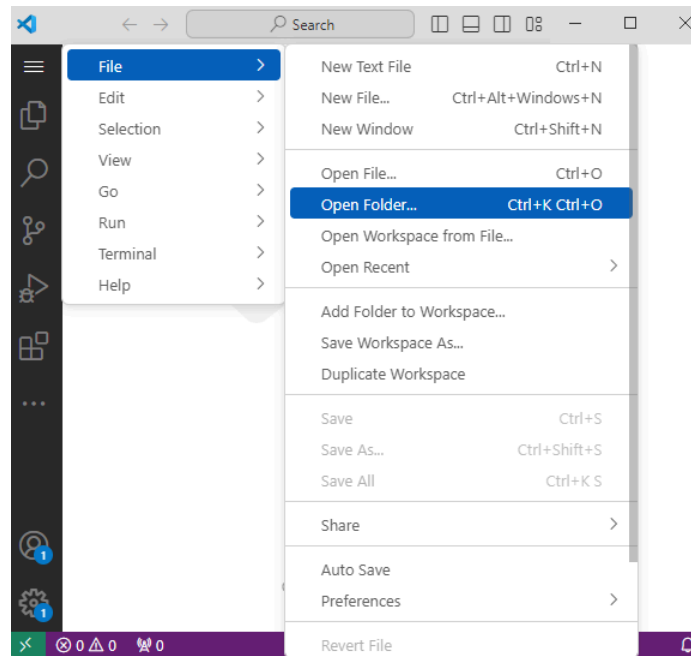 Search
File
Edit
Selection
View
Go
Run
Terminal
Help
New Text File Ctrl+N
New File... Ctrl+Alt+Windows+N
New Window Ctrl+Shift+N
Open File... Ctrl+O
Open Folder... Ctrl+K Ctrl+O
Open Workspace from File...
Open Recent
Add Folder to Workspace...
Save Workspace As...
Duplicate Workspace
Save Ctrl+S
Save As... Ctrl+Shift+S
Save All Ctrl+K S
Share
Auto Save
Preferences
Revert File
1
1
0 0 0